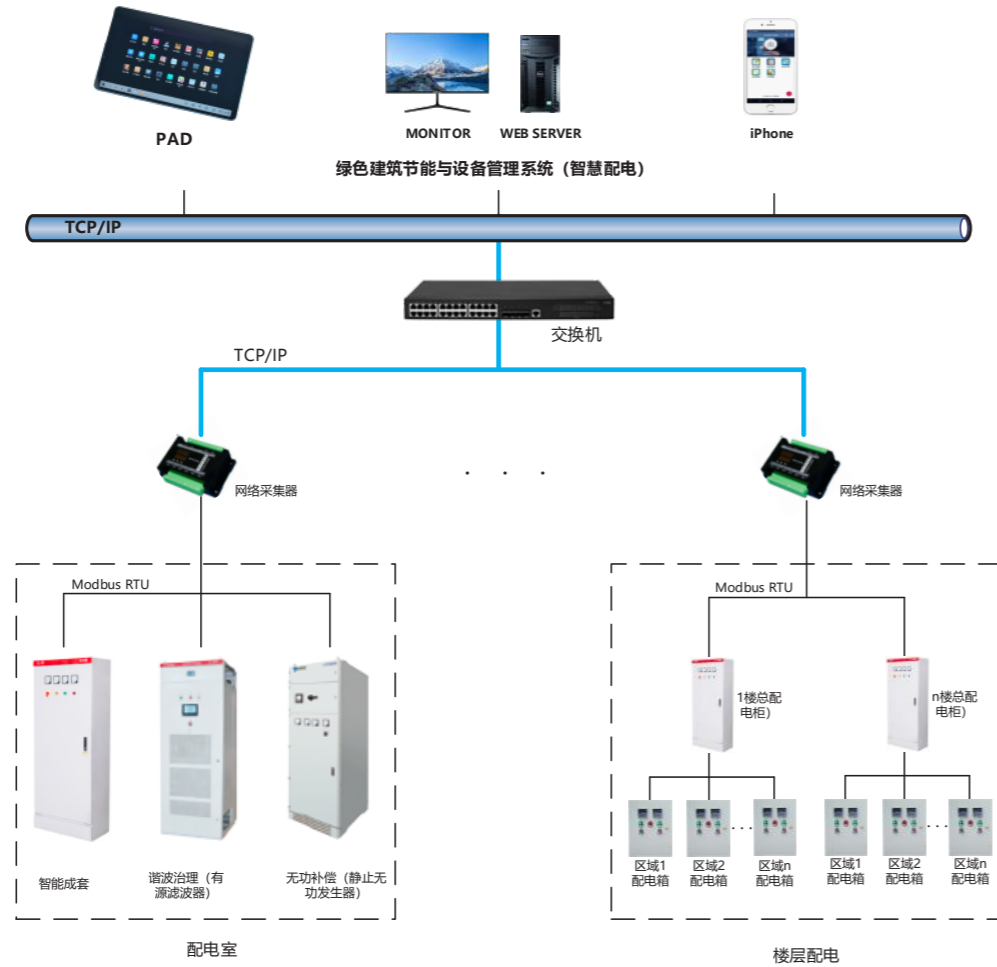 PAD
MONITOR
WEB SERVER
iPhone
绿色建筑节能与设备管理系统（智慧配电）
TCP/IP
交换机
TCP/IP
网络采集器
. . .
网络采集器
Modbus RTU
Modbus RTU
1楼总配
电柜）
n楼总配
电柜）
智能成套
谐波治理（有
源滤波器）
无功补偿（静止无
功发生器）
区域1
配电箱
区域2
配电箱
...
区域n
配电箱
区域1
配电箱
区域2
配电箱
...
区域n
配电箱
配电室
楼层配电